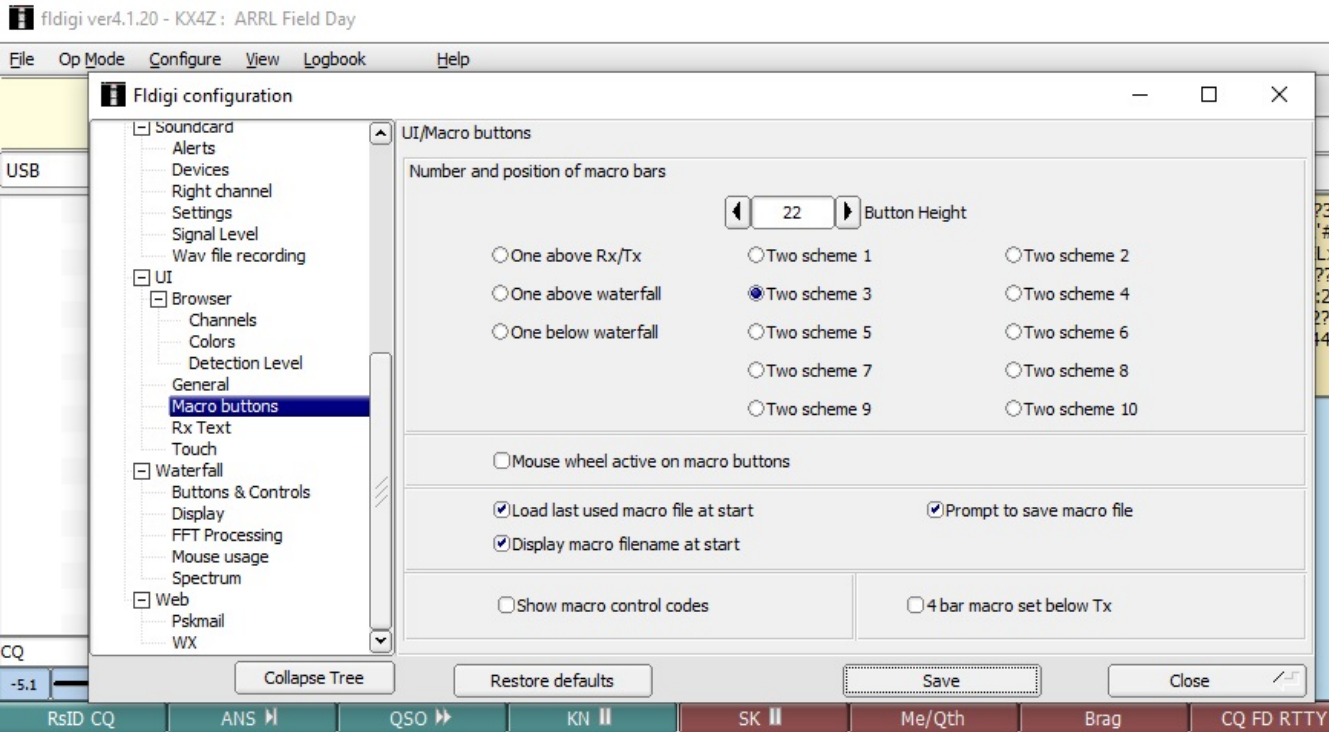 fldigi ver4.1.20 - KX4Z : ARRL Field Day
File Op Mode Configure View Logbook Help
Fldigi configuration
USB
Soundcard
Alerts
Devices
Right channel
Settings
Signal Level
Wav file recording
UI
Browser
Channels
Colors
Detection Level
General
Macro buttons
Rx Text
Touch
Waterfall
Buttons & Controls
Display
FFT Processing
Mouse usage
Spectrum
Web
Pskmail
WX
UI/Macro buttons
Number and position of macro bars
22 Button Height
One above Rx/Tx Two scheme 1 Two scheme 2
One above waterfall Two scheme 3 Two scheme 4
One below waterfall Two scheme 5 Two scheme 6
Two scheme 7 Two scheme 8
Two scheme 9 Two scheme 10
Mouse wheel active on macro buttons
Load last used macro file at start Prompt to save macro file
Display macro filename at start
Show macro control codes 4 bar macro set below Tx
Collapse Tree Restore defaults Save Close
CQ
-5.1
RsID CQ ANS QSO KN SK Me/Qth Brag CQ FD RTTY